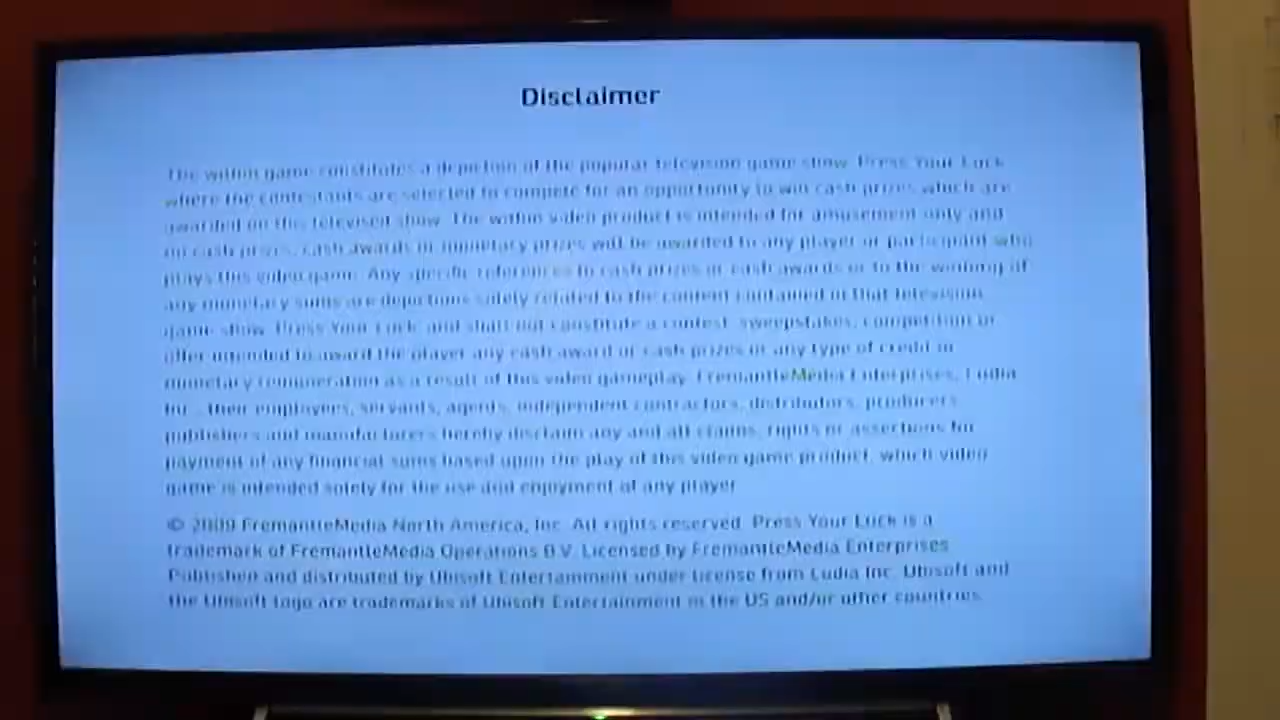 Disclaimer
The within game constitutes a depiction of the popular television game show, Press Your Luck
where the contestants are selected to compete for an opportunity to win cash prizes which are
awarded on this televised show. The within video product is intended for amusement only and
no cash prizes, cash awards or monetary prizes will be awarded to any player or participant who
plays this video game. Any specific references to cash prizes or cash awards or to the winning of
any monetary sums are depictions solely related to the content contained in that television
game show, Press Your Luck, and shall not constitute a contest, sweepstakes, competition or
offer intended to award the player any cash award or cash prizes or any type of credit or
monetary remuneration as a result of this video gameplay. FremantleMedia Enterprises, Ludia
Inc., their employees, servants, agents, independent contractors, distributors, producers,
publishers and manufacturers hereby disclaim any and all claims, rights or assertions for
payment of any financial sums based upon the play of this video game product, which video
game is intended solely for the use and enjoyment of any player.
© 2009 FremantleMedia North America, Inc. All rights reserved. Press Your Luck is a
trademark of FremantleMedia Operations B.V. Licensed by FremantleMedia Enterprises.
Published and distributed by Ubisoft Entertainment under license from Ludia Inc. Ubisoft and
the Ubisoft logo are trademarks of Ubisoft Entertainment in the US and/or other countries.